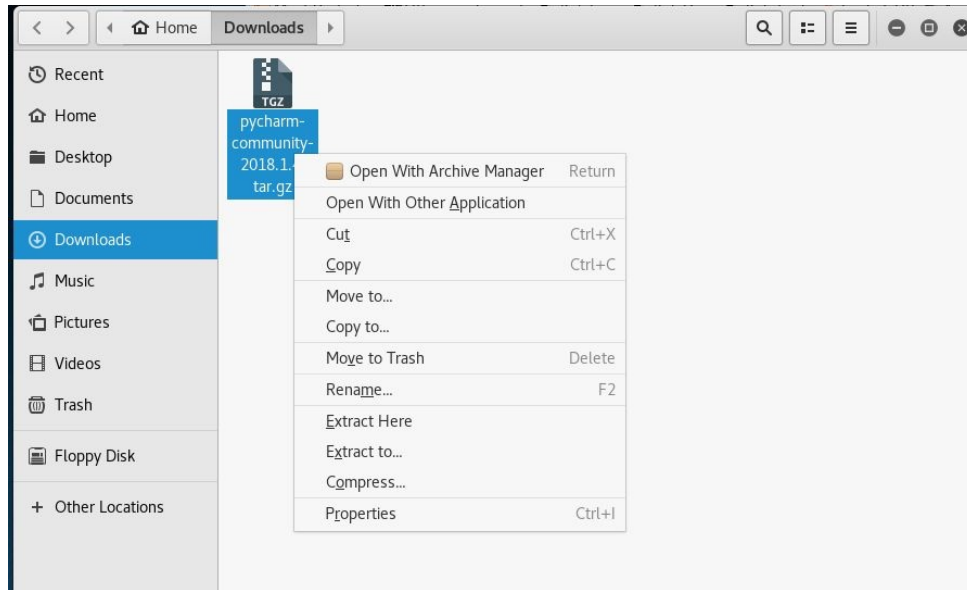 Home Downloads
Recent
Home
Desktop
Documents
Downloads
Music
Pictures
Videos
Trash
Floppy Disk
+ Other Locations
TGZ
pycharm-
community-
2018.1.
tar.gz
Open With Archive Manager Return
Open With Other Application
Cut Ctrl+X
Copy Ctrl+C
Move to...
Copy to...
Move to Trash Delete
Rename... F2
Extract Here
Extract to...
Compress...
Properties Ctrl+I